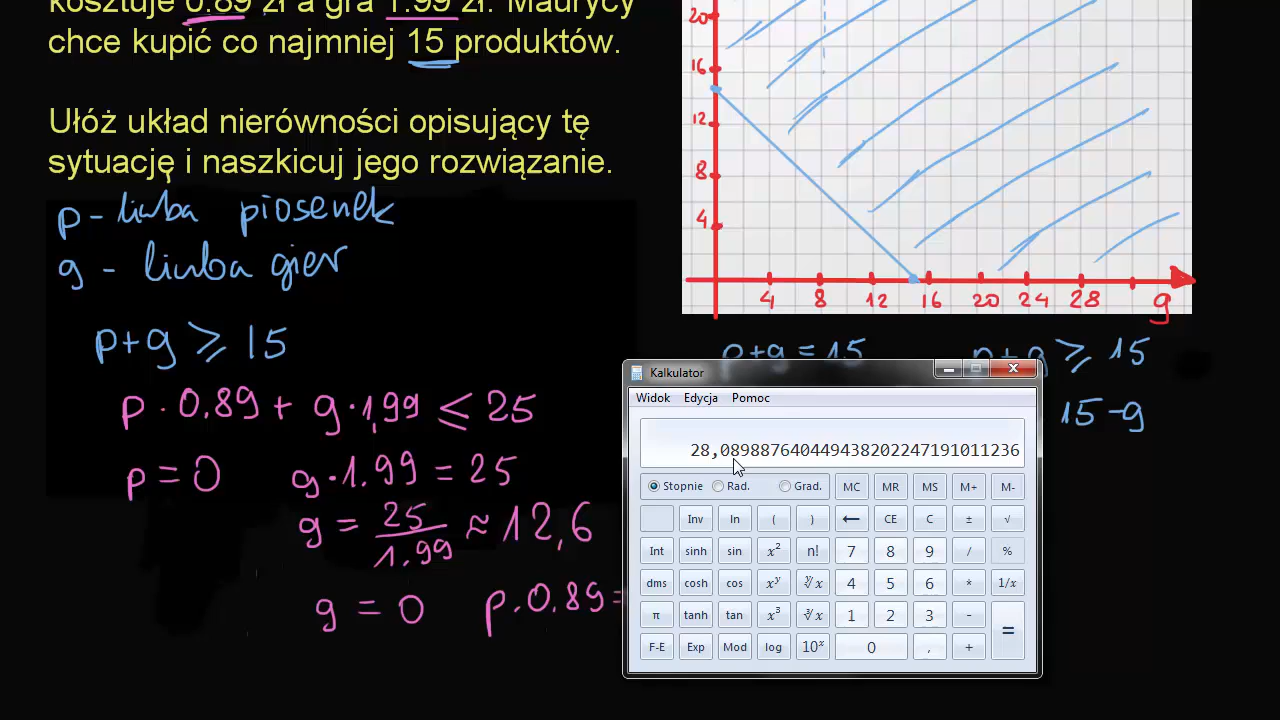 kosztuje 0.89 zł a gra 1.99 zł. Maurycy
chce kupić co najmniej 15 produktów.
Ułóż układ nierówności opisujący tę
sytuację i naszkicuj jego rozwiązanie.
p - liczba piosenek
g - liczba gier
p+g ⩾ 15
p · 0.89 + g · 1,99 ⩽ 25
p = 0 g · 1.99 = 25
g = 25/1.99 ≈ 12,6
g = 0 p · 0.89 =
20
16
12
8
4
4 8 12 16 20 24 28 g
p+g = 15 p+g ⩾ 15
15 - g
Kalkulator
Widok Edycja Pomoc
28,089887640449438202247191011236
Stopnie Rad. Grad. MC MR MS M+ M-
Inv ln ( ) ← CE C ± √
Int sinh sin x² n! 7 8 9 / %
dms cosh cos xʸ ʸ√x 4 5 6 * 1/x
π tanh tan x³ ³√x 1 2 3 - =
F-E Exp Mod log 10ˣ 0 , +